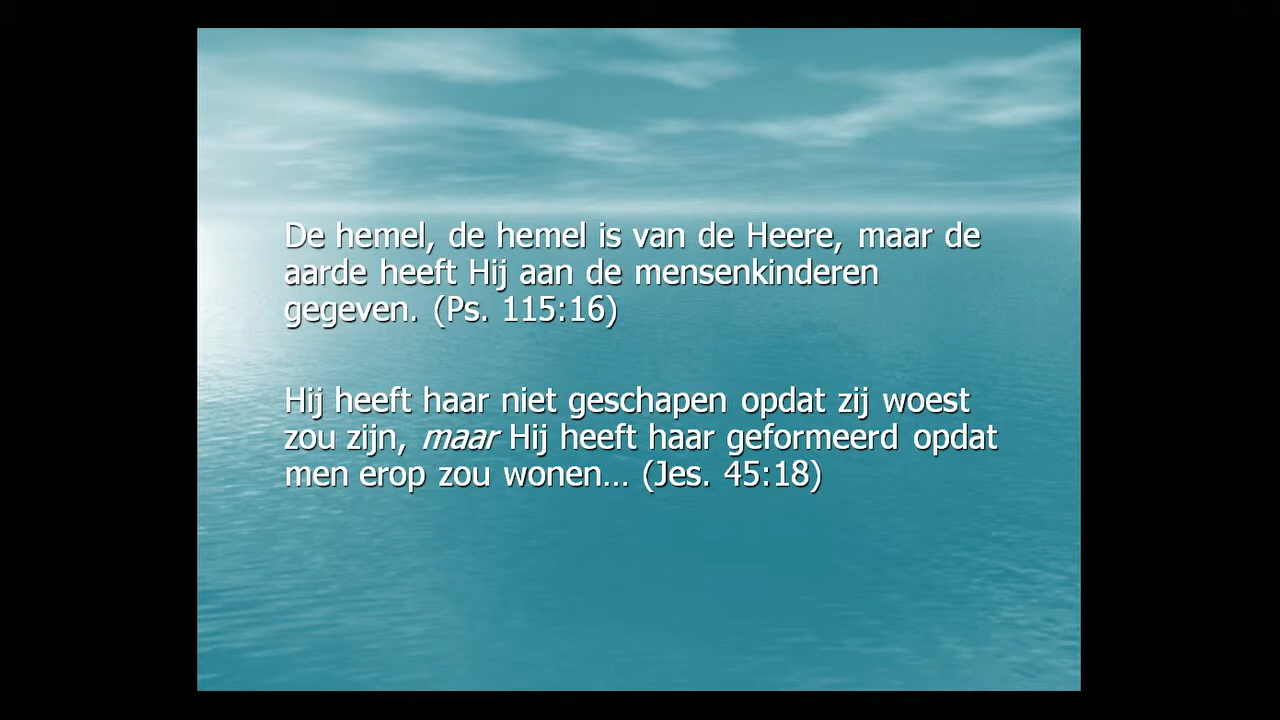 De hemel, de hemel is van de Heere, maar de
aarde heeft Hij aan de mensenkinderen
gegeven. (Ps. 115:16)
Hij heeft haar niet geschapen opdat zij woest
zou zijn, maar Hij heeft haar geformeerd opdat
men erop zou wonen... (Jes. 45:18)